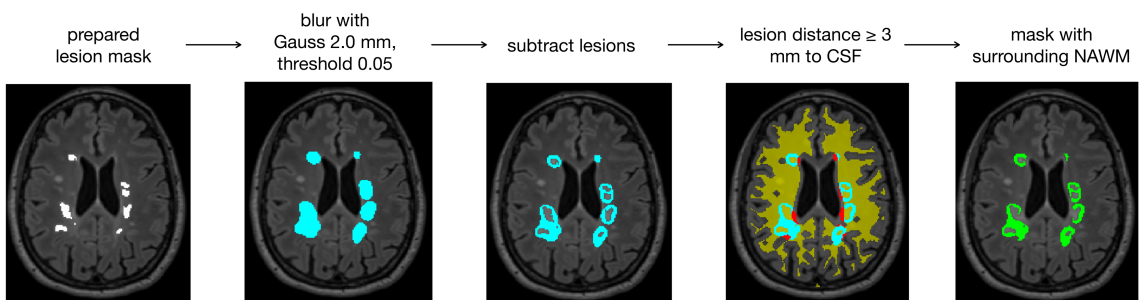 prepared
lesion mask
blur with
Gauss 2.0 mm,
threshold 0.05
subtract lesions
lesion distance ≥ 3
mm to CSF
mask with
surrounding NAWM